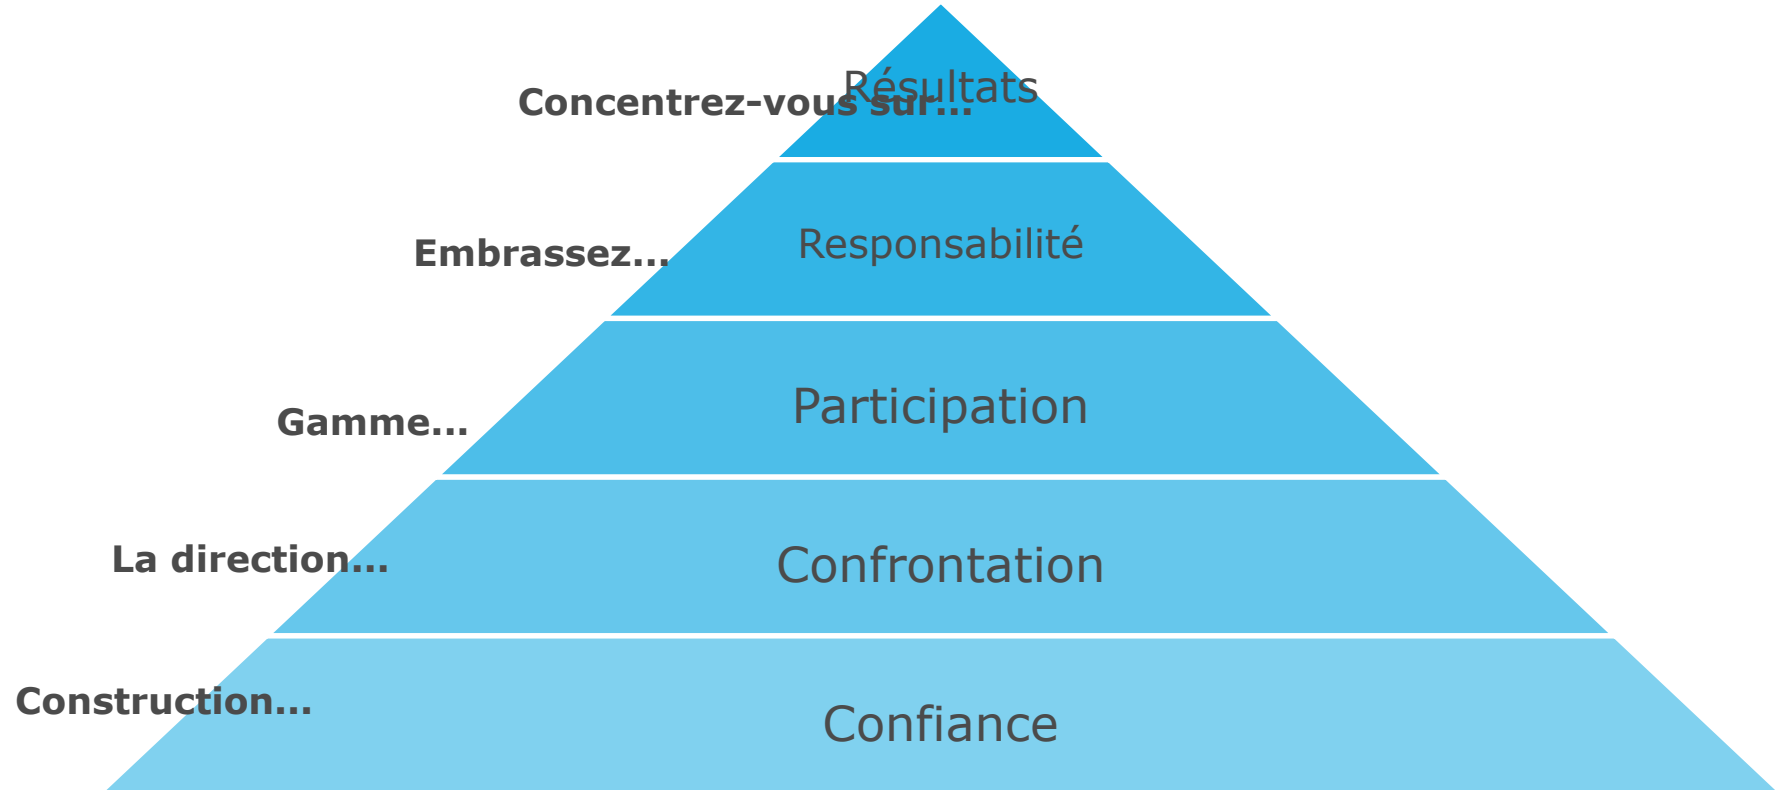 Résultats
Concentrez-vous sur...
Responsabilité
Embrassez...
Participation
Gamme...
Confrontation
La direction...
Construction...
Confiance